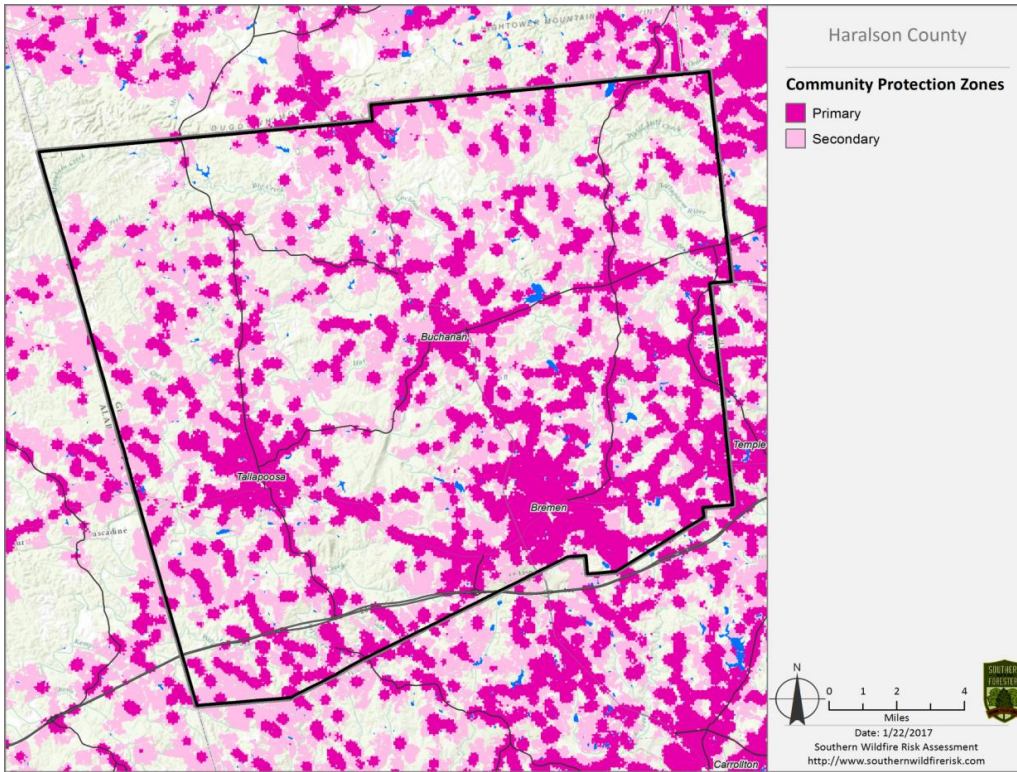 Haralson County
Community Protection Zones
Primary
Secondary
Buchanan
Tallapoosa
Bremen
Temple
Carrollton
N
0 1 2 4
Miles
Date: 1/22/2017
Southern Wildfire Risk Assessment
http://www.southernwildfirerisk.com